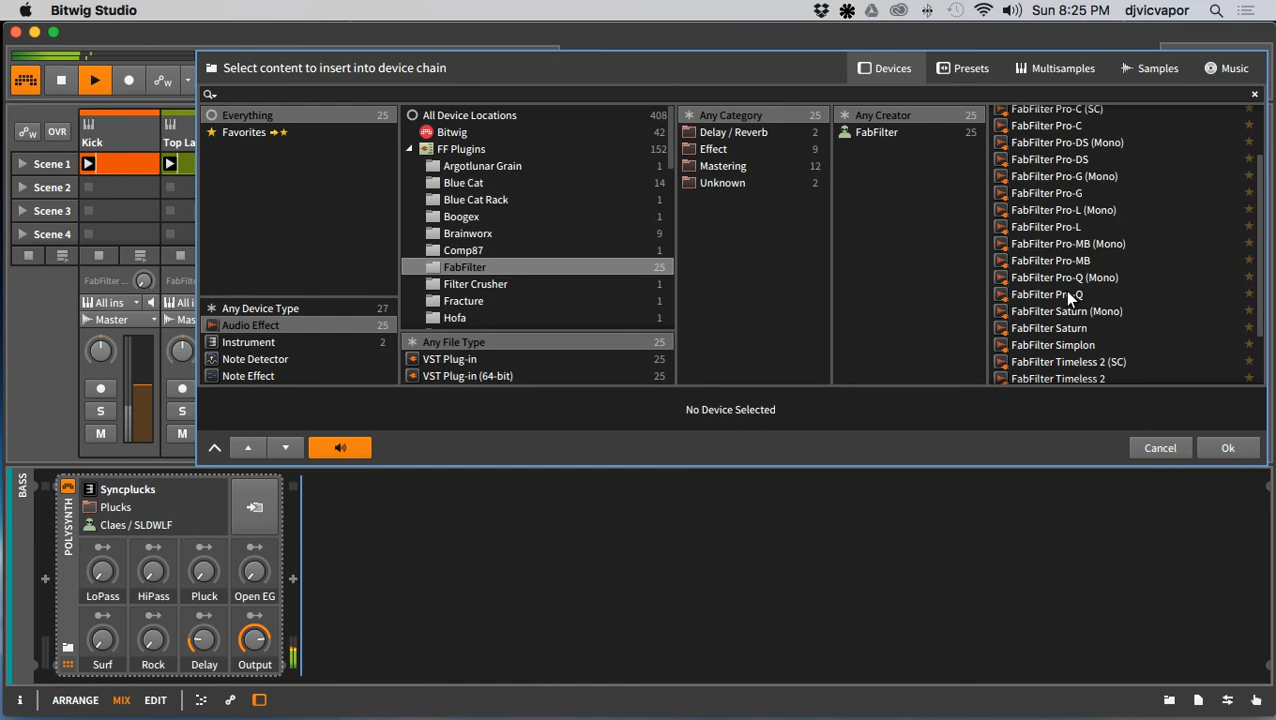 Bitwig Studio
Sun 8:25 PM
djvicvapor
Select content to insert into device chain
Devices
Presets
Multisamples
Samples
Music
OVR
Kick
Top La
Scene 1
Scene 2
Scene 3
Scene 4
FabFilter ...
FabFilter
All ins
All ins
Master
Mas
S
S
M
M
Everything 25
Favorites
Any Device Type 27
Audio Effect 25
Instrument 2
Note Detector
Note Effect
All Device Locations 408
Bitwig 42
FF Plugins 152
Argotlunar Grain 1
Blue Cat 14
Blue Cat Rack 1
Boogex 1
Brainworx 9
Comp87 1
FabFilter 25
Filter Crusher 1
Fracture 1
Hofa 1
Any File Type 25
VST Plug-in 25
VST Plug-in (64-bit) 25
Any Category 25
Delay / Reverb 2
Effect 9
Mastering 12
Unknown 2
Any Creator 25
FabFilter 25
FabFilter Pro-C (SC)
FabFilter Pro-C
FabFilter Pro-DS (Mono)
FabFilter Pro-DS
FabFilter Pro-G (Mono)
FabFilter Pro-G
FabFilter Pro-L (Mono)
FabFilter Pro-L
FabFilter Pro-MB (Mono)
FabFilter Pro-MB
FabFilter Pro-Q (Mono)
FabFilter Pro-Q
FabFilter Saturn (Mono)
FabFilter Saturn
FabFilter Simplon
FabFilter Timeless 2 (SC)
FabFilter Timeless 2
No Device Selected
Cancel
Ok
BASS
POLYSYNTH
Syncplucks
Plucks
Claes / SLDWLF
LoPass
HiPass
Pluck
Open EG
Surf
Rock
Delay
Output
ARRANGE
MIX
EDIT